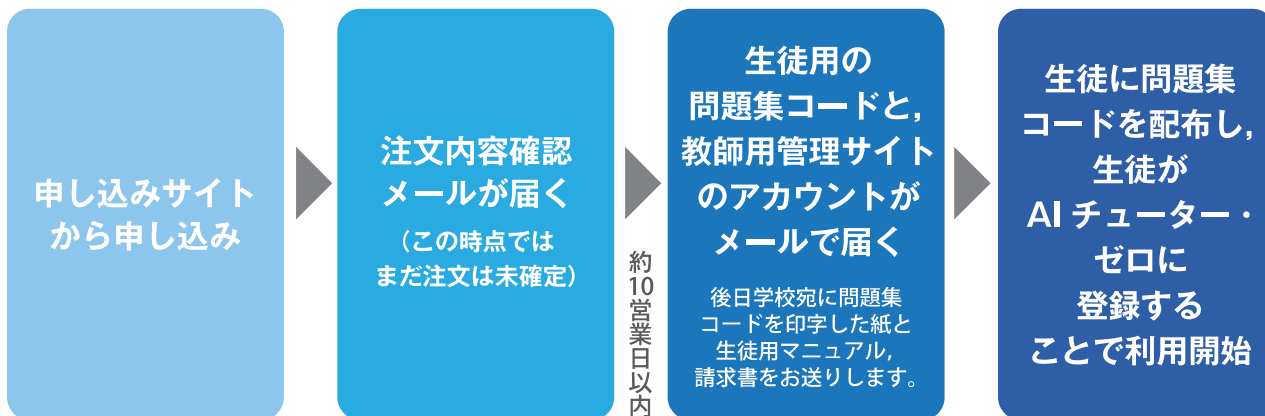 申し込みサイト
から申し込み
注文内容確認
メールが届く
（この時点では
まだ注文は未確定）
約10営業日以内
生徒用の
問題集コードと，
教師用管理サイト
のアカウントが
メールで届く
後日学校宛に問題集
コードを印字した紙と
生徒用マニュアル，
請求書をお送りします。
生徒に問題集
コードを配布し，
生徒が
AI チューター・
ゼロに
登録する
ことで利用開始